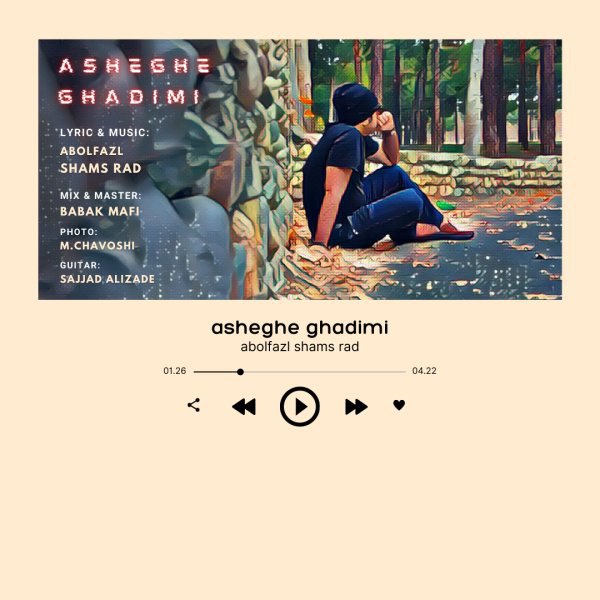 ASHEGHE
GHADIMI
LYRIC & MUSIC:
ABOLFAZL
SHAMS RAD
MIX & MASTER:
BABAK MAFI
PHOTO:
M.CHAVOSHI
GUITAR:
SAJJAD ALIZADE
asheghe ghadimi
abolfazl shams rad
01.26 04.22